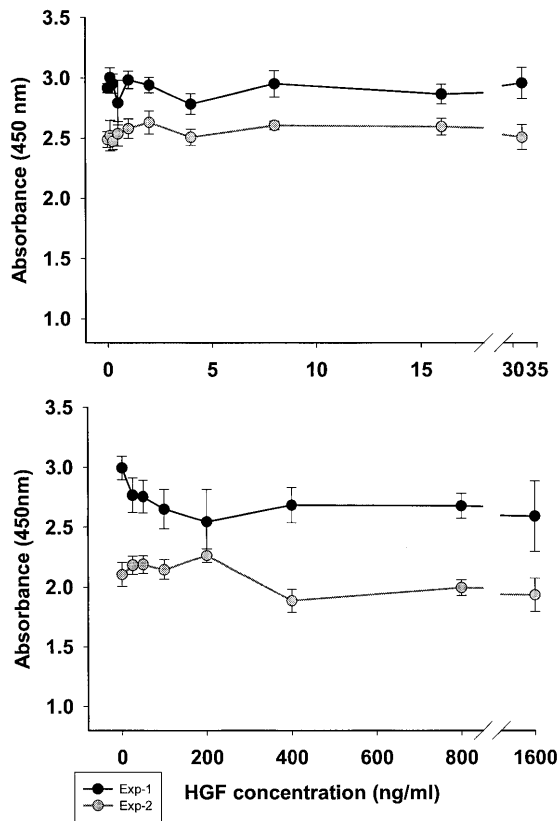 3.5
3.0
2.5
2.0
1.5
1.0
Absorbance (450 nm)
0 5 10 15 30 35
3.5
3.0
2.5
2.0
1.5
1.0
Absorbance (450nm)
0 200 400 600 800 1600
HGF concentration (ng/ml)
Exp-1
Exp-2